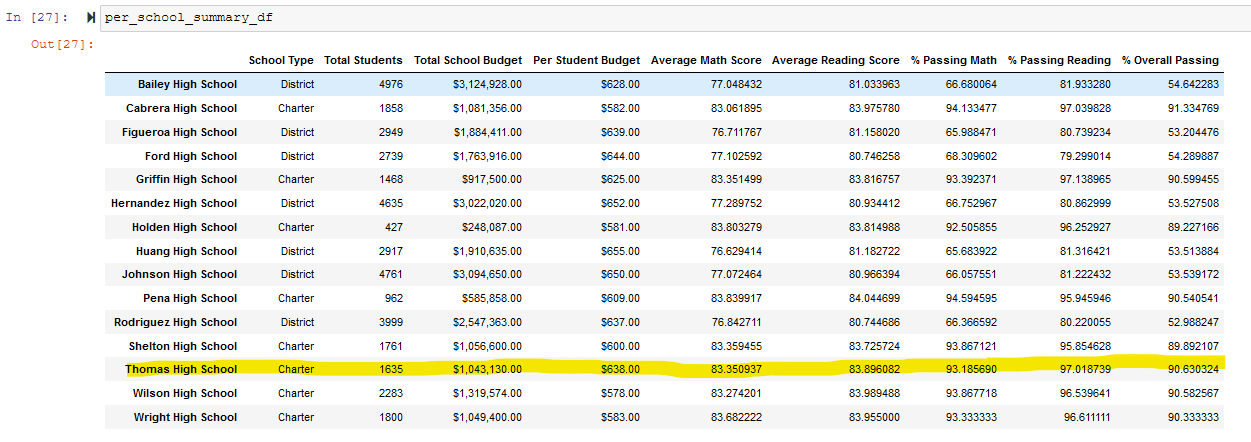 In [27]: per_school_summary_df
Out[27]:
School Type Total Students Total School Budget Per Student Budget Average Math Score Average Reading Score % Passing Math % Passing Reading % Overall Passing
Bailey High School District 4976 $3,124,928.00 $628.00 77.048432 81.033963 66.680064 81.933280 54.642283
Cabrera High School Charter 1858 $1,081,356.00 $582.00 83.061895 83.975780 94.133477 97.039828 91.334769
Figueroa High School District 2949 $1,884,411.00 $639.00 76.711767 81.158020 65.988471 80.739234 53.204476
Ford High School District 2739 $1,763,916.00 $644.00 77.102592 80.746258 68.309602 79.299014 54.289887
Griffin High School Charter 1468 $917,500.00 $625.00 83.351499 83.816757 93.392371 97.138965 90.599455
Hernandez High School District 4635 $3,022,020.00 $652.00 77.289752 80.934412 66.752967 80.862999 53.527508
Holden High School Charter 427 $248,087.00 $581.00 83.803279 83.814988 92.505855 96.252927 89.227166
Huang High School District 2917 $1,910,635.00 $655.00 76.629414 81.182722 65.683922 81.316421 53.513884
Johnson High School District 4761 $3,094,650.00 $650.00 77.072464 80.966394 66.057551 81.222432 53.539172
Pena High School Charter 962 $585,858.00 $609.00 83.839917 84.044699 94.594595 95.945946 90.540541
Rodriguez High School District 3999 $2,547,363.00 $637.00 76.842711 80.744686 66.366592 80.220055 52.988247
Shelton High School Charter 1761 $1,056,600.00 $600.00 83.359455 83.725724 93.867121 95.854628 89.892107
Thomas High School Charter 1635 $1,043,130.00 $638.00 83.350937 83.896082 93.185690 97.018739 90.630324
Wilson High School Charter 2283 $1,319,574.00 $578.00 83.274201 83.989488 93.867718 96.539641 90.582567
Wright High School Charter 1800 $1,049,400.00 $583.00 83.682222 83.955000 93.333333 96.611111 90.333333